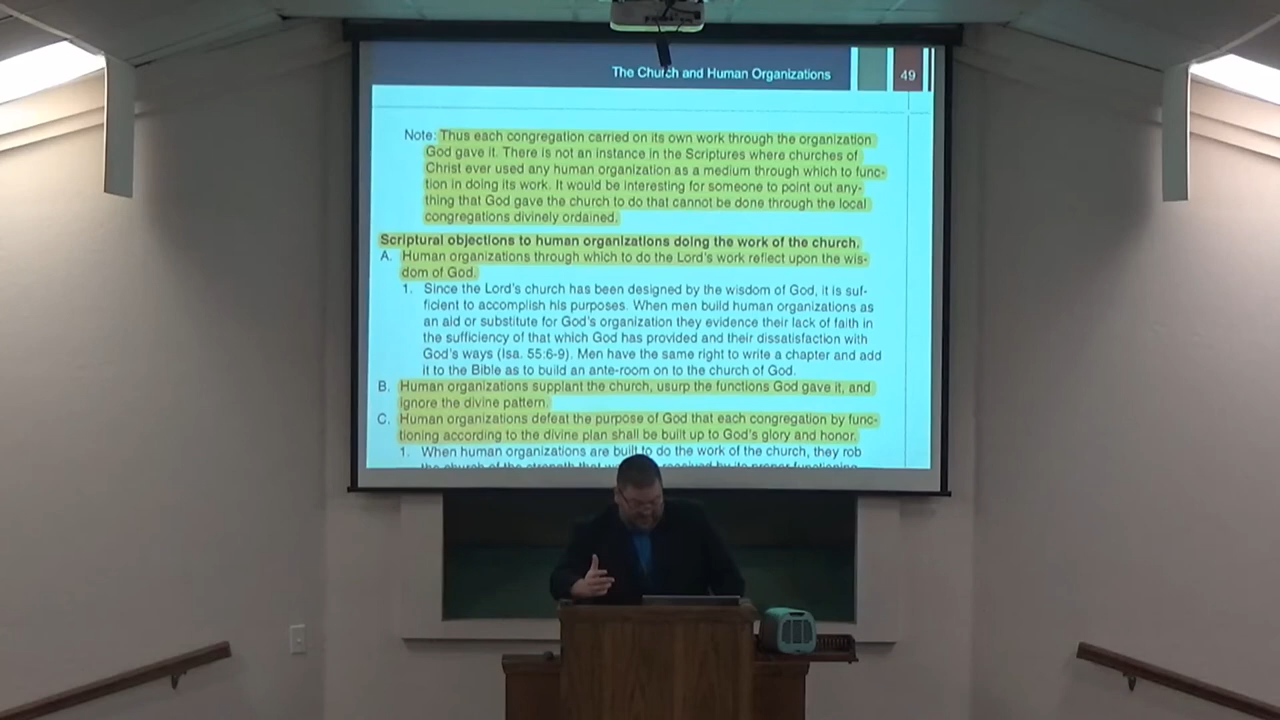 The Church and Human Organizations 49
Note: Thus each congregation carried on its own work through the organization
God gave it. There is not an instance in the Scriptures where churches of
Christ ever used any human organization as a medium through which to func-
tion in doing its work. It would be interesting for someone to point out any-
thing that God gave the church to do that cannot be done through the local
congregations divinely ordained.
Scriptural objections to human organizations doing the work of the church.
A. Human organizations through which to do the Lord's work reflect upon the wis-
dom of God.
1. Since the Lord's church has been designed by the wisdom of God, it is suf-
ficient to accomplish his purposes. When men build human organizations as
an aid or substitute for God's organization they evidence their lack of faith in
the sufficiency of that which God has provided and their dissatisfaction with
God's ways (Isa. 55:6-9). Men have the same right to write a chapter and add
it to the Bible as to build an ante-room on to the church of God.
B. Human organizations supplant the church, usurp the functions God gave it, and
ignore the divine pattern.
C. Human organizations defeat the purpose of God that each congregation by func-
tioning according to the divine plan shall be built up to God's glory and honor.
1. When human organizations are built to do the work of the church, they rob
the church of the strength that received by its proper functioning